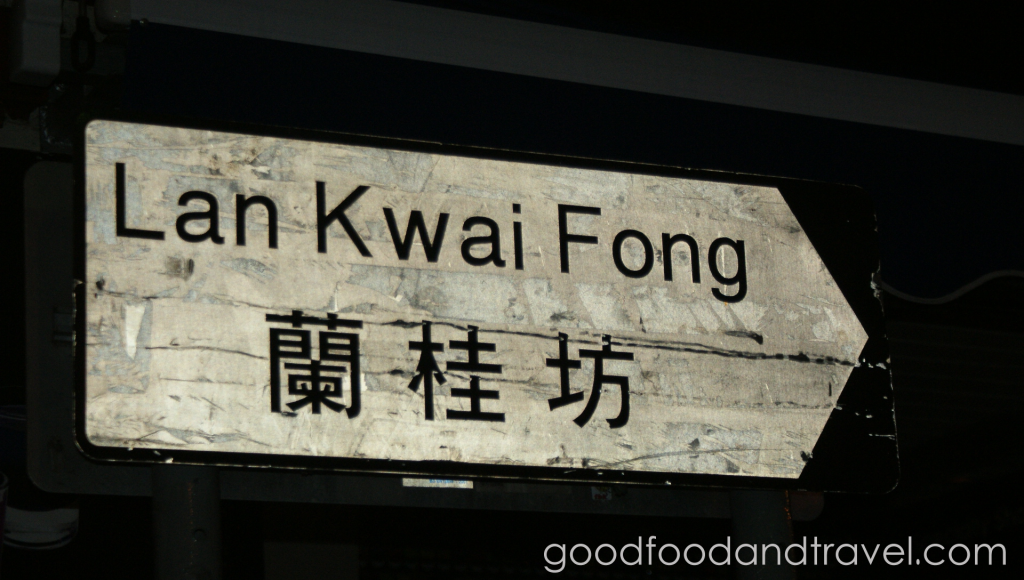 Lan Kwai Fong
蘭桂坊
goodfoodandtravel.com